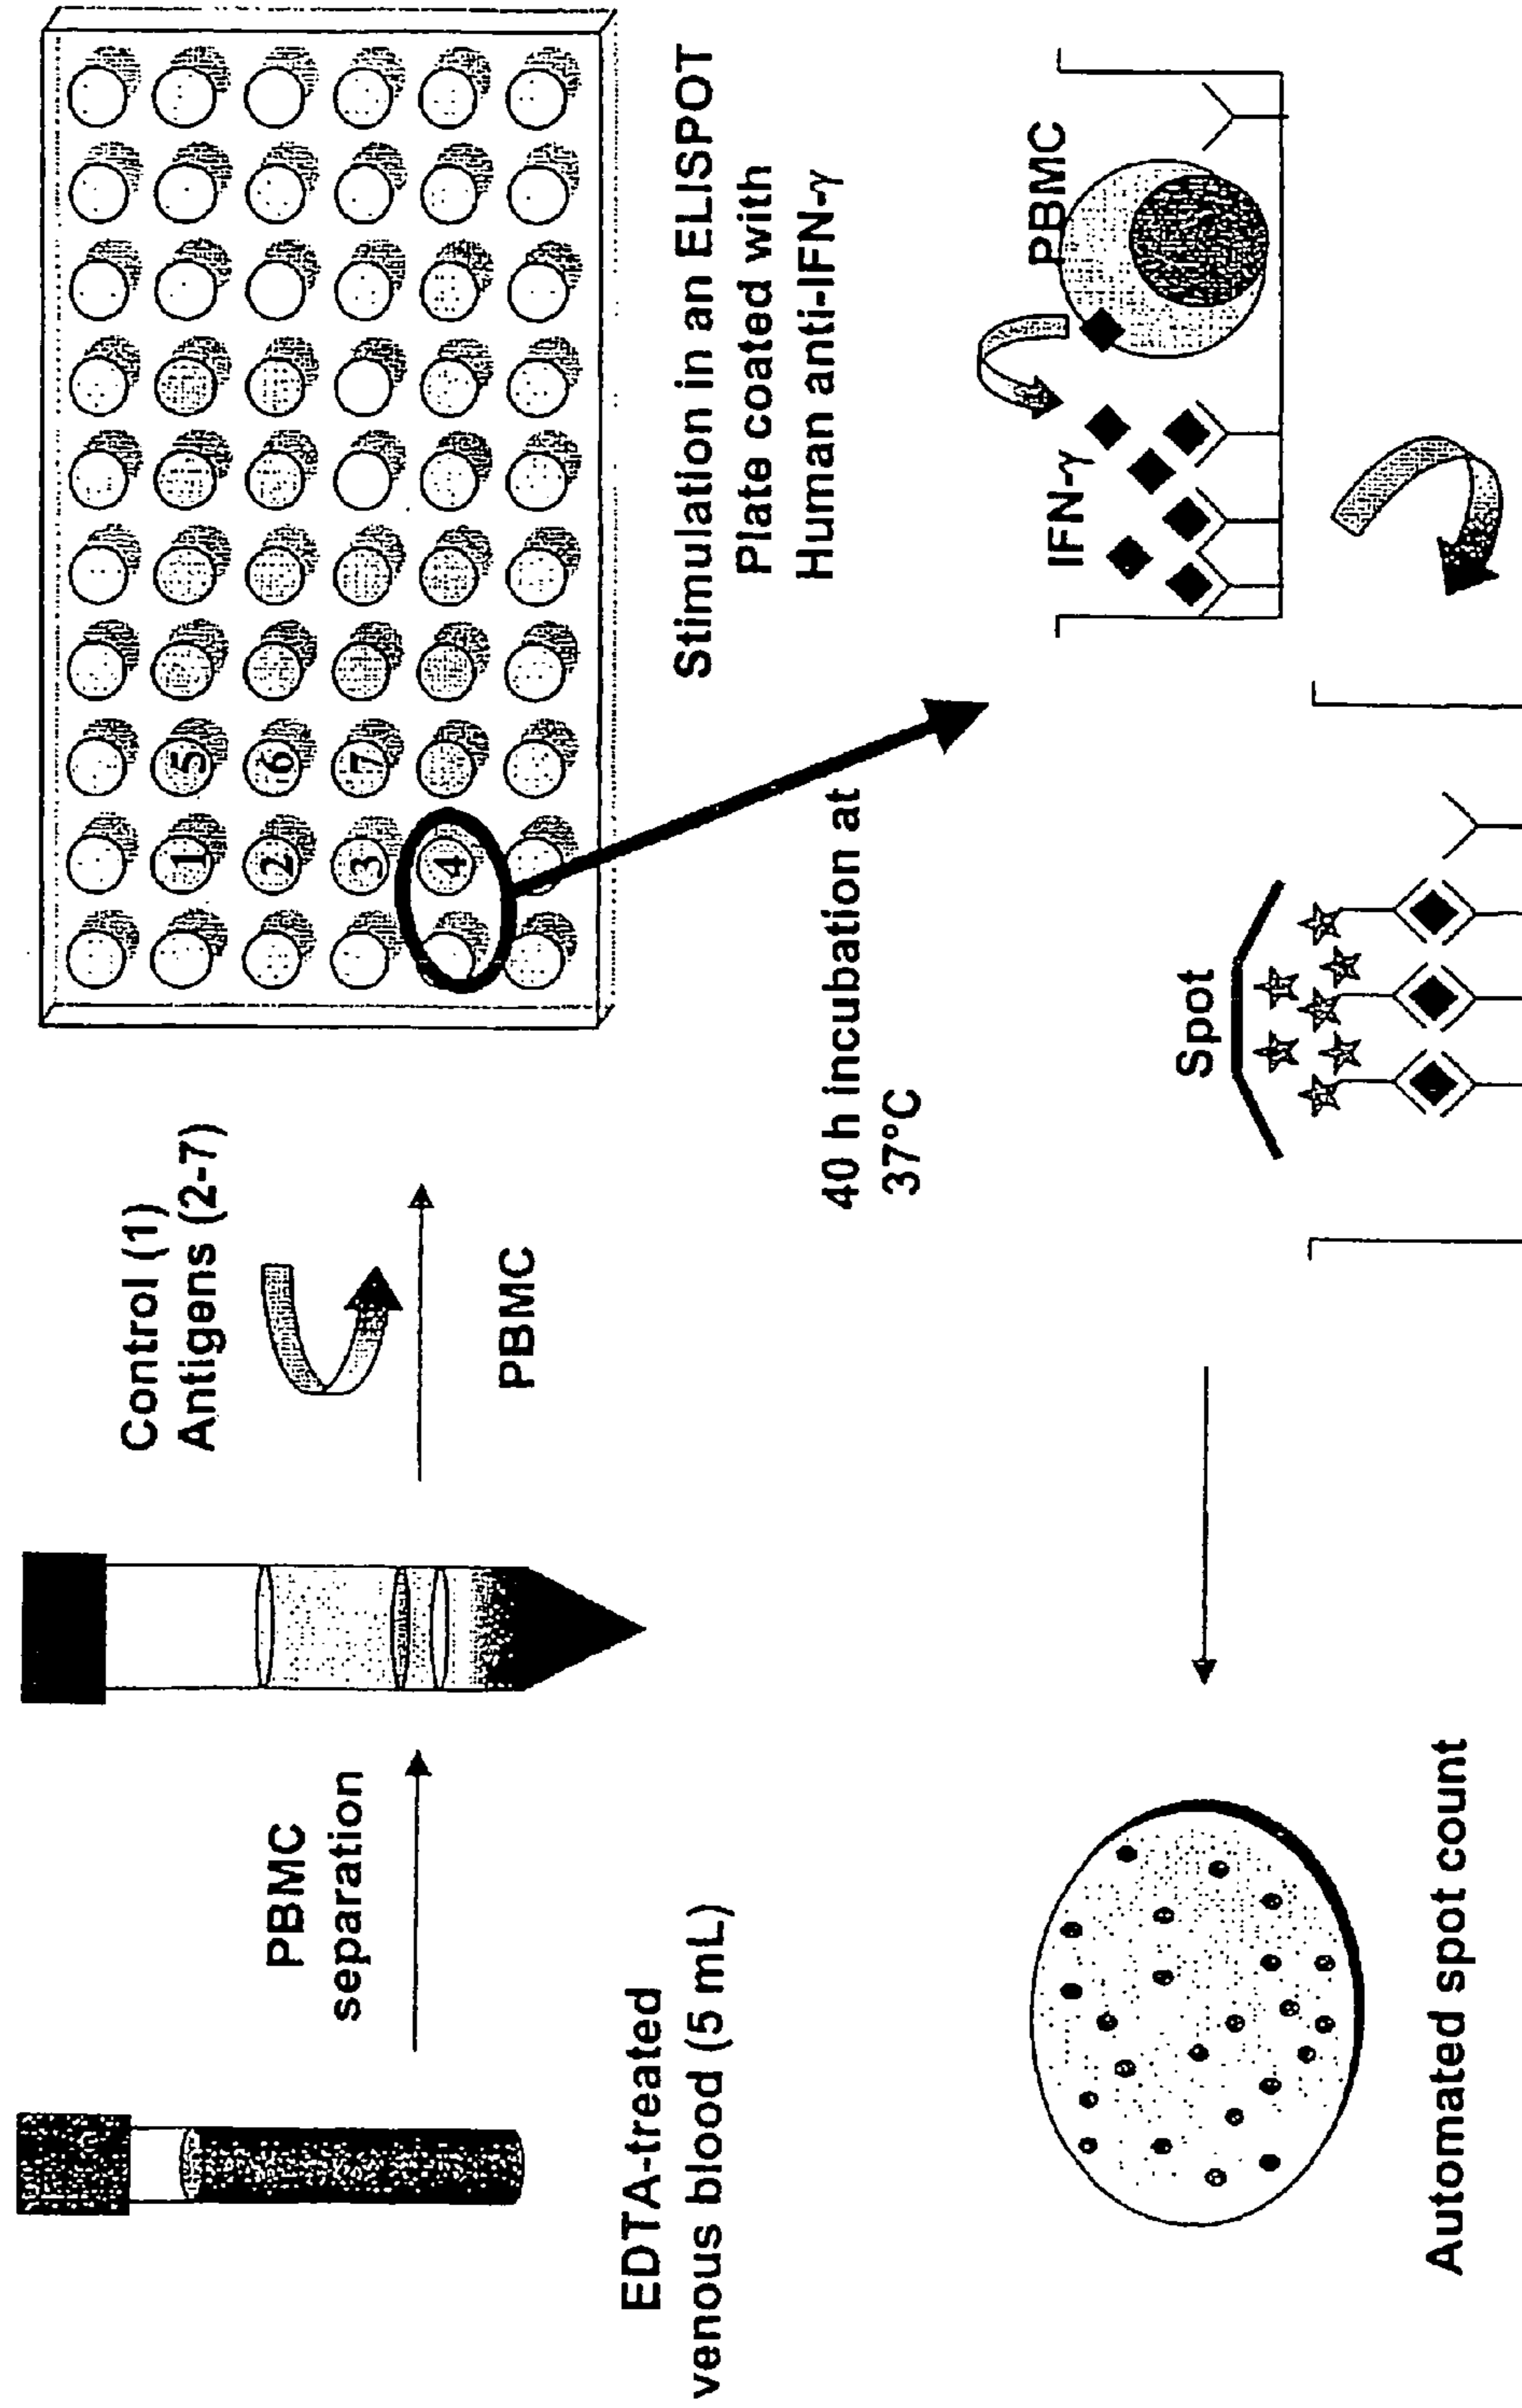 EDTA-treated
venous blood (5 mL)
PBMC
separation
Control (1)
Antigens (2-7)
PBMC
1
2
3
4
5
6
7
Stimulation in an ELISPOT
Plate coated with
Human anti-IFN-γ
40 h incubation at
37°C
IFN-γ
PBMC
Spot
Automated spot count